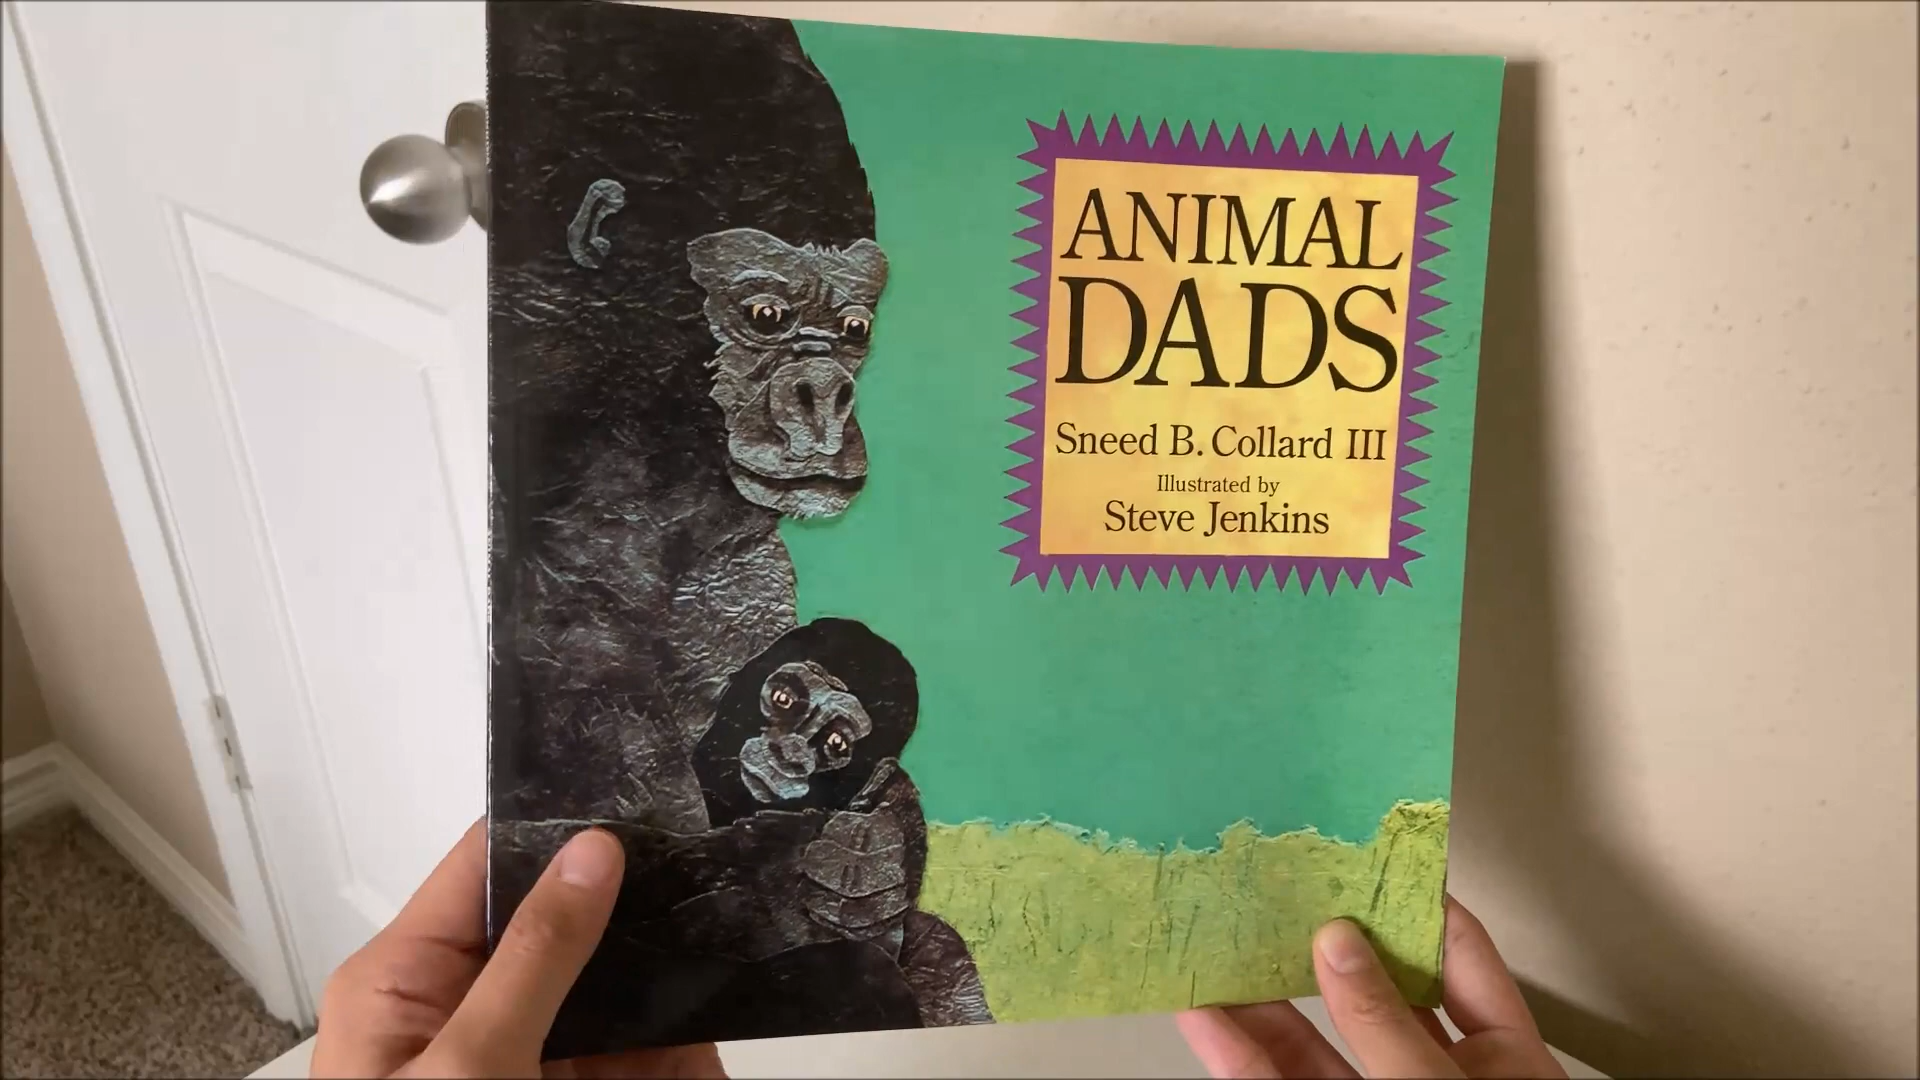 ANIMAL
DADS
Sneed B. Collard III
Illustrated by
Steve Jenkins